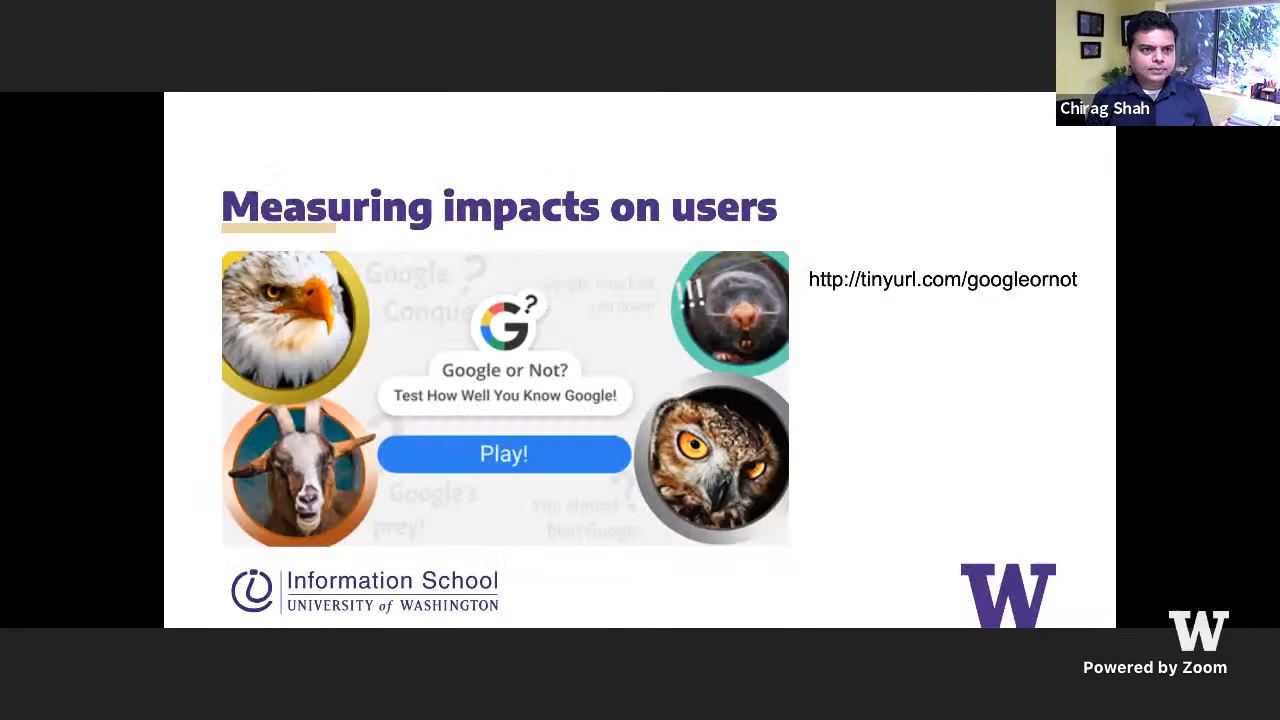 Chirag Shah
Measuring impacts on users
http://tinyurl.com/googleornot
Google ?
Conque
!!!
G?
Google or Not?
Test How Well You Know Google!
Play!
Google's
prey!
You almost
beat Google
?
Information School
UNIVERSITY of WASHINGTON
W
W
Powered by Zoom